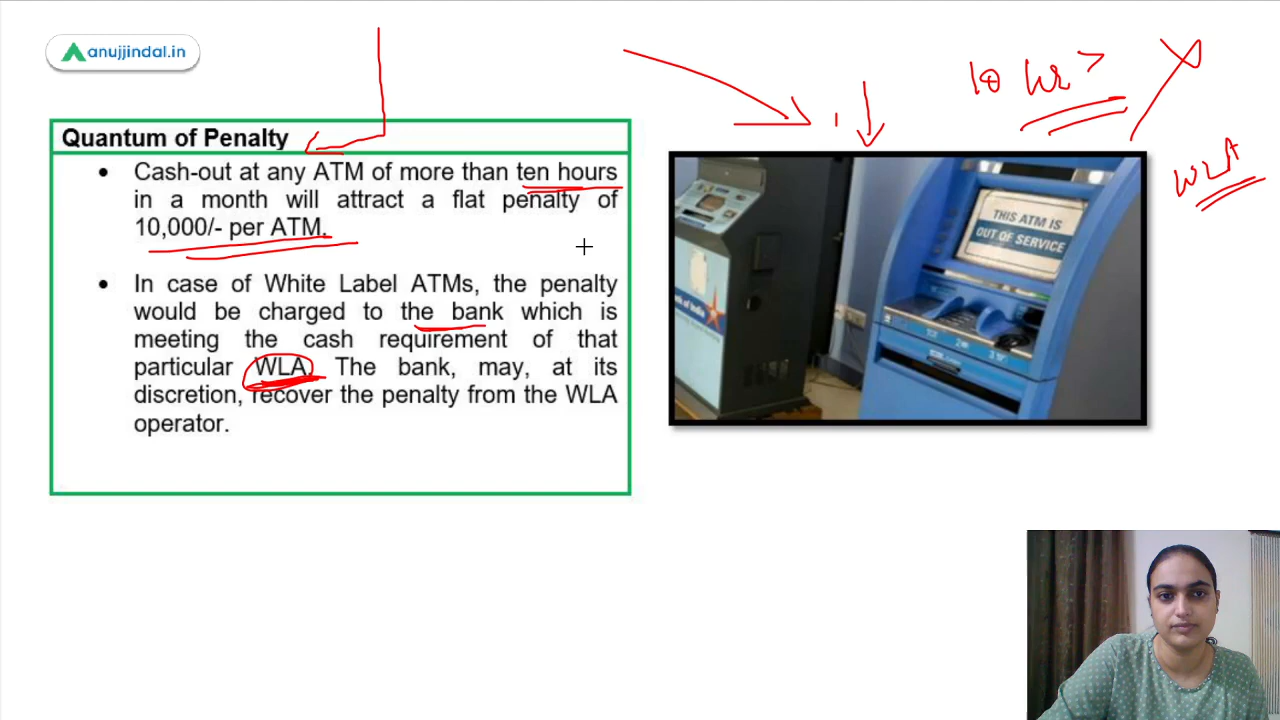 anujjindal.in
10 hr >
WLA
Quantum of Penalty
• Cash-out at any ATM of more than ten hours
in a month will attract a flat penalty of
10,000/- per ATM.
• In case of White Label ATMs, the penalty
would be charged to the bank which is
meeting the cash requirement of that
particular WLA. The bank, may, at its
discretion, recover the penalty from the WLA
operator.
THIS ATM IS
OUT OF SERVICE
k of India